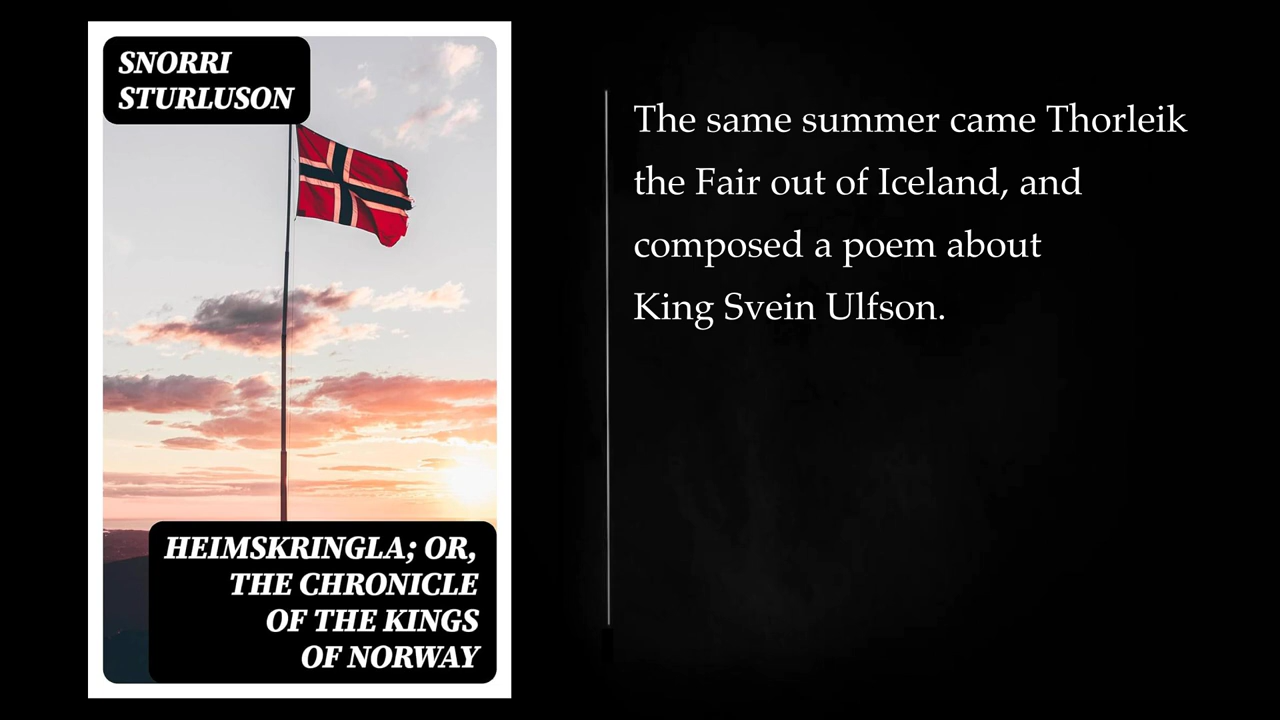 SNORRI
STURLUSON
HEIMSKRINGLA; OR,
THE CHRONICLE
OF THE KINGS
OF NORWAY
The same summer came Thorleik
the Fair out of Iceland, and
composed a poem about
King Svein Ulfson.